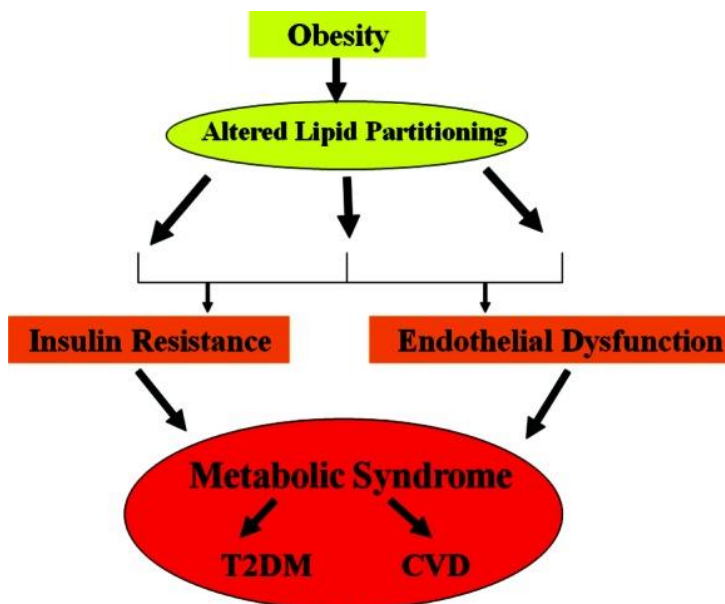 Obesity
Altered Lipid Partitioning
Insulin Resistance
Endothelial Dysfunction
Metabolic Syndrome
T2DM
CVD